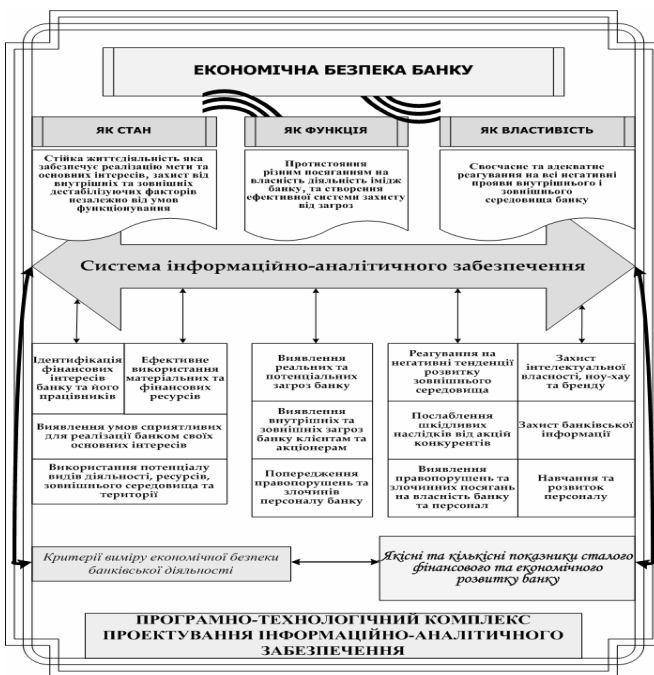 ЕКОНОМІЧНА БЕЗПЕКА БАНКУ
ЯК СТАН
Стійка життєдіяльність яка
забезпечує реалізацію мети та
основних інтересів, захист від
внутрішніх та зовнішніх
дестабілізуючих факторів
незалежно від умов
функціонування
ЯК ФУНКЦІЯ
Протистояння
різним посяганням на
власність діяльність імідж
банку, та створення
ефективної системи захисту
від загроз
ЯК ВЛАСТИВІСТЬ
Своєчасне та адекватне
реагування на всі негативні
прояви внутрішнього і
зовнішнього
середовища банку
Система інформаційно-аналітичного забезпечення
Ідентифікація
фінансових
інтересів
банку та його
працівників
Ефективне
використання
матеріальних та
фінансових
ресурсів
Виявлення умов сприятливих
для реалізації банком своїх
основних інтересів
Використання потенціалу
видів діяльності, ресурсів,
зовнішнього середовища та
території
Виявлення
реальних та
потенціальних
загроз банку
Виявлення
внутрішніх та
зовнішніх загроз
банку клієнтам та
акціонерам
Попередження
правопорушень та
злочинів
персоналу банку
Реагування на
негативні тенденції
розвитку
зовнішнього
середовища
Послаблення
шкідливих
наслідків від акцій
конкурентів
Виявлення
правопорушень та
злочинних посягань
на власність банку
та персонал
Захист
інтелектуальної
власності, ноу-хау
та бренду
Захист банківської
інформації
Навчання та
розвиток
персоналу
Критерії виміру економічної безпеки
банківської діяльності
Якісні та кількісні показники сталого
фінансового та економічного
розвитку банку
ПРОГРАМНО-ТЕХНОЛОГІЧНИЙ КОМПЛЕКС
ПРОЕКТУВАННЯ ІНФОРМАЦІЙНО-АНАЛІТИЧНОГО
ЗАБЕЗПЕЧЕННЯ